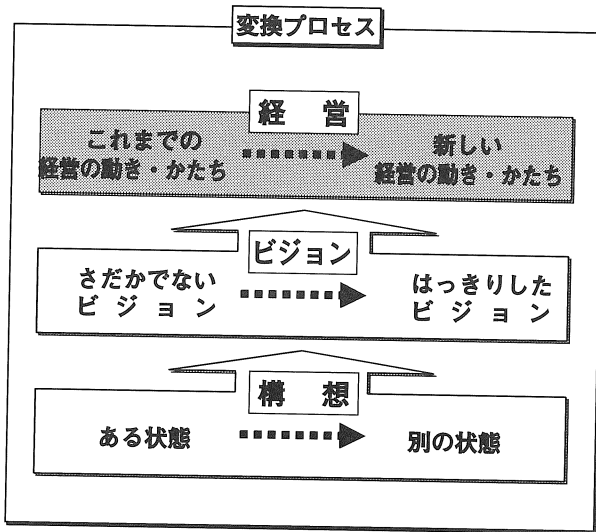 変換プロセス
経 営
これまでの
経営の動き・かたち
新しい
経営の動き・かたち
ビジョン
さだかでない
ビ ジ ョ ン
はっきりした
ビ ジ ョ ン
構 想
ある状態
別の状態